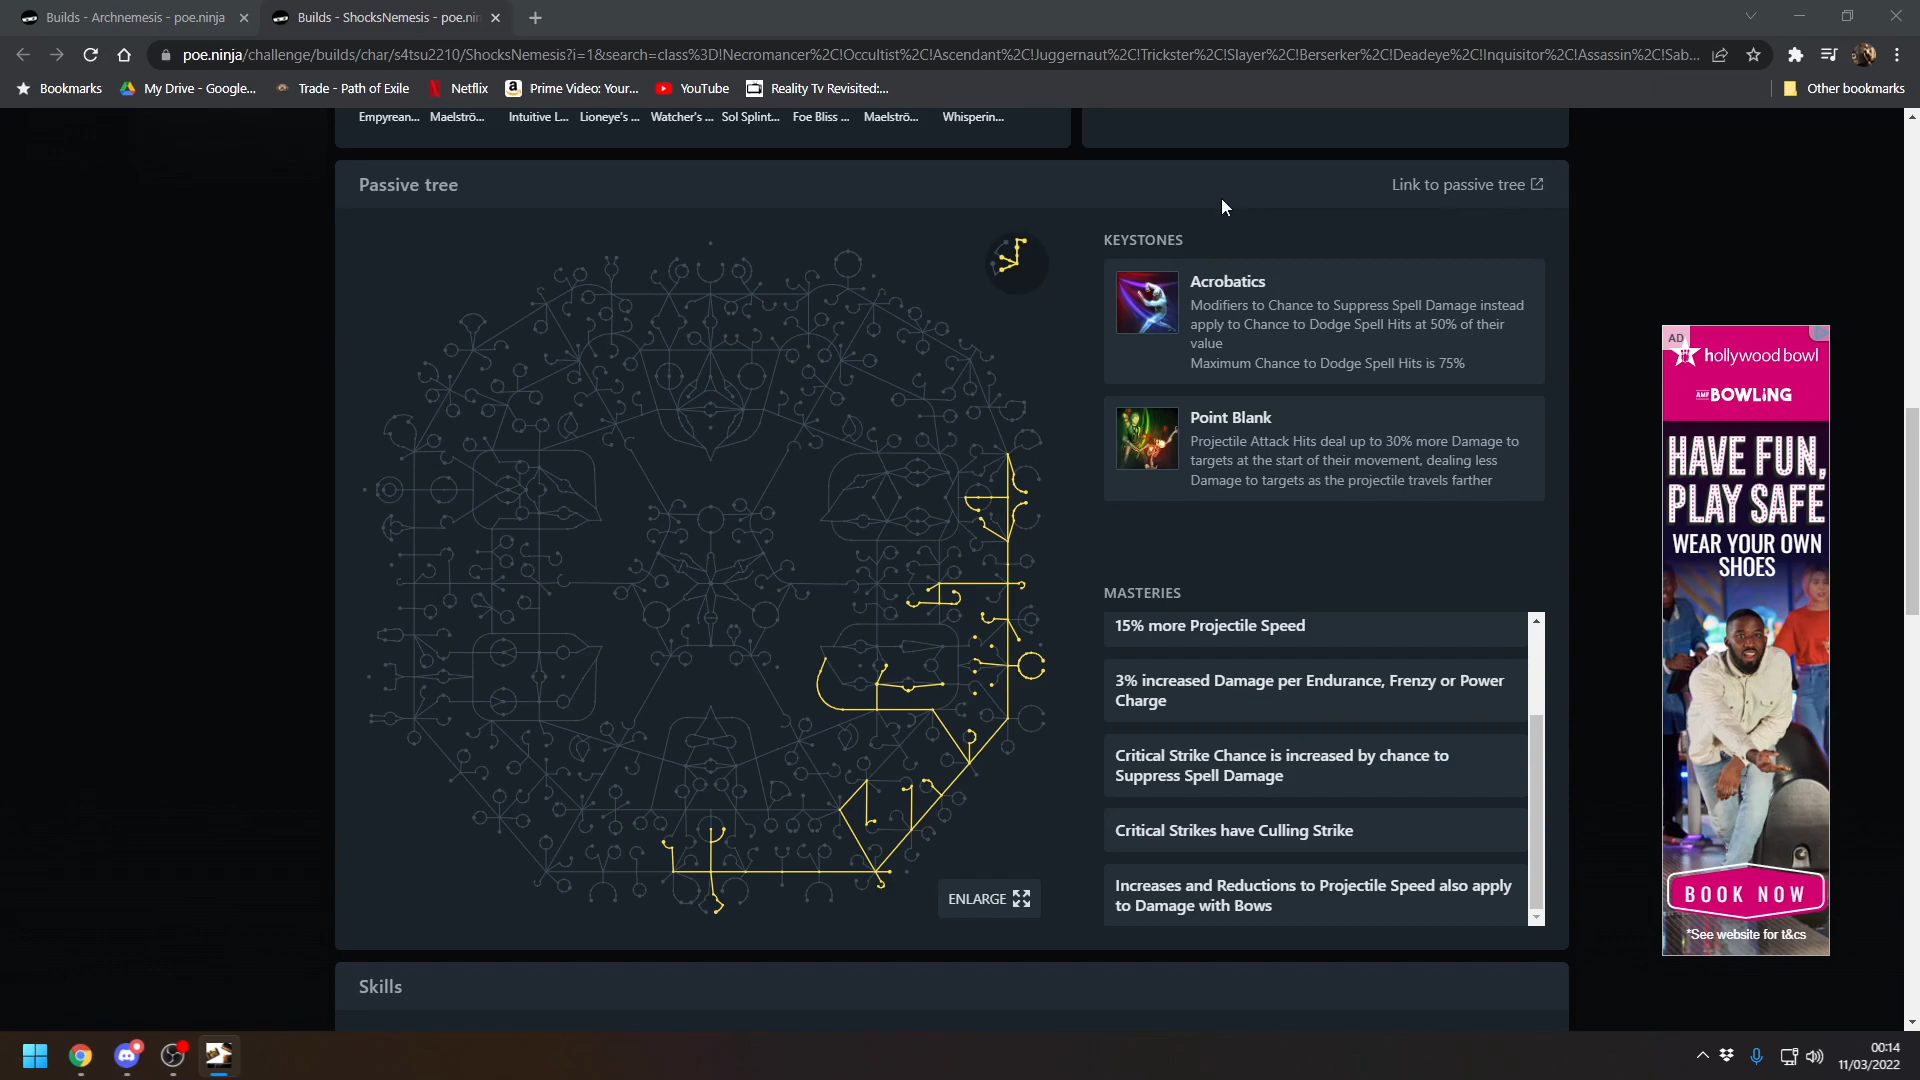 Builds - Archnemesis - poe.ninja
Builds - ShocksNemesis - poe.nin
poe.ninja/challenge/builds/char/s4tsu2210/ShocksNemesis?i=1&search=class%3D!Necromancer%2C!Occultist%2C!Ascendant%2C!Juggernaut%2C!Trickster%2C!Slayer%2C!Berserker%2C!Deadeye%2C!Inquisitor%2C!Assassin%2C!Sab...
Bookmarks
My Drive - Google...
Trade - Path of Exile
Netflix
Prime Video: Your...
YouTube
Reality Tv Revisited:...
Other bookmarks
Empyrean... Maelströ... Intuitive L... Lioneye's ... Watcher's ... Sol Splint... Foe Bliss ... Maelströ... Whisperin...
Passive tree
Link to passive tree
KEYSTONES
Acrobatics
Modifiers to Chance to Suppress Spell Damage instead
apply to Chance to Dodge Spell Hits at 50% of their
value
Maximum Chance to Dodge Spell Hits is 75%
Point Blank
Projectile Attack Hits deal up to 30% more Damage to
targets at the start of their movement, dealing less
Damage to targets as the projectile travels farther
MASTERIES
15% more Projectile Speed
3% increased Damage per Endurance, Frenzy or Power
Charge
Critical Strike Chance is increased by chance to
Suppress Spell Damage
Critical Strikes have Culling Strike
Increases and Reductions to Projectile Speed also apply
to Damage with Bows
ENLARGE
Skills
AD
hollywood bowl
AMF BOWLING
HAVE FUN,
PLAY SAFE
WEAR YOUR OWN
SHOES
BOOK NOW
*See website for t&cs
00:14
11/03/2022